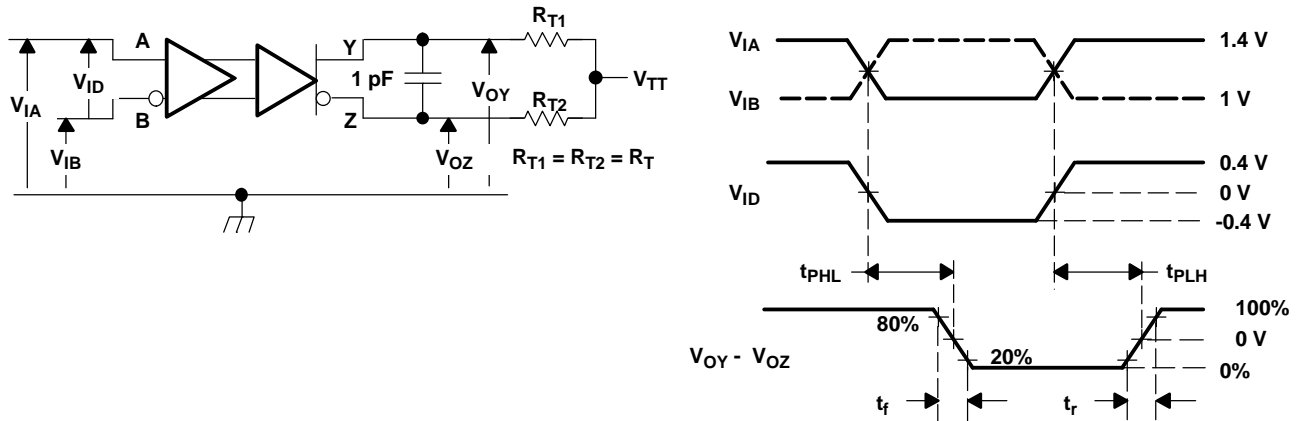 A
Y
R_T1
V_ID
1 pF
V_OY
V_TT
V_IA
B
Z
R_T2
V_IB
V_OZ
R_T1 = R_T2 = R_T
V_IA
1.4 V
V_IB
1 V
V_ID
0.4 V
0 V
-0.4 V
t_PHL
t_PLH
80%
100%
0 V
V_OY - V_OZ
20%
0%
t_f
t_r